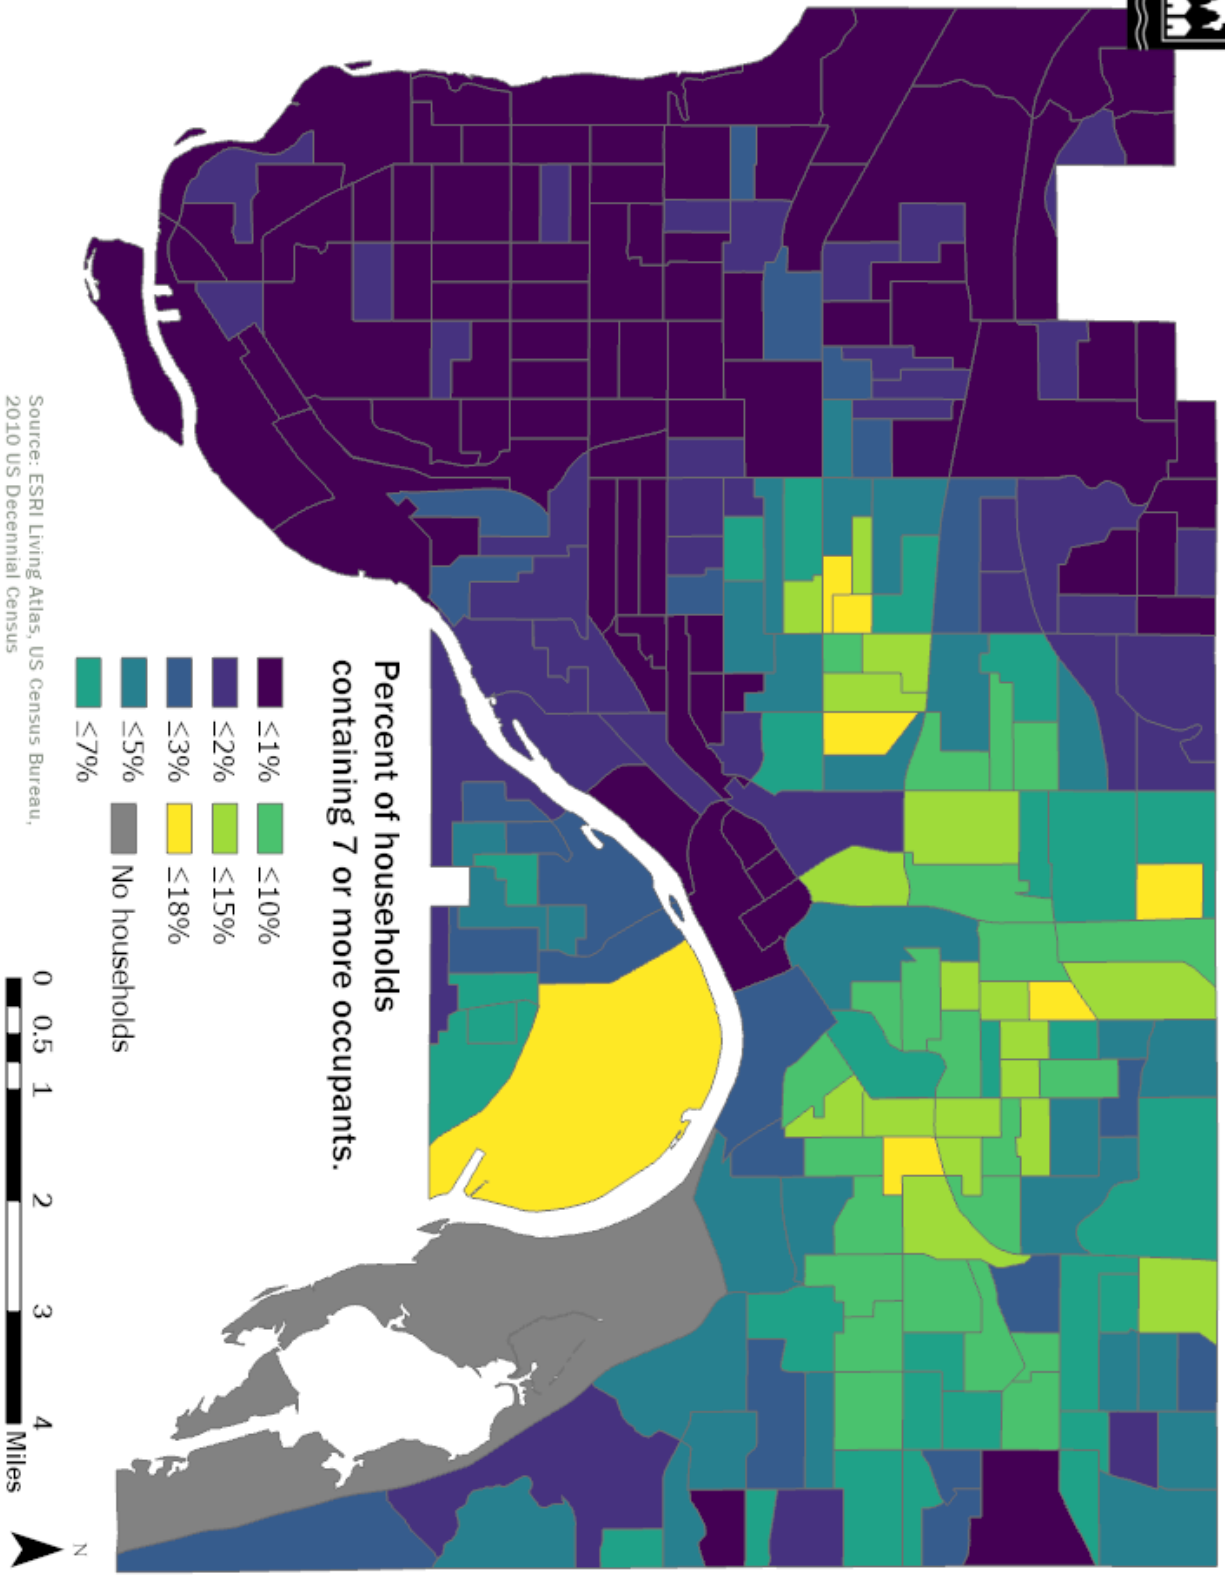 Percent of households
containing 7 or more occupants.
≤1%
≤2%
≤3%
≤5%
≤7%
≤10%
≤15%
≤18%
No households
0 0.5 1 2 3 4 Miles
N
Source: ESRI Living Atlas, US Census Bureau,
2010 US Decennial Census